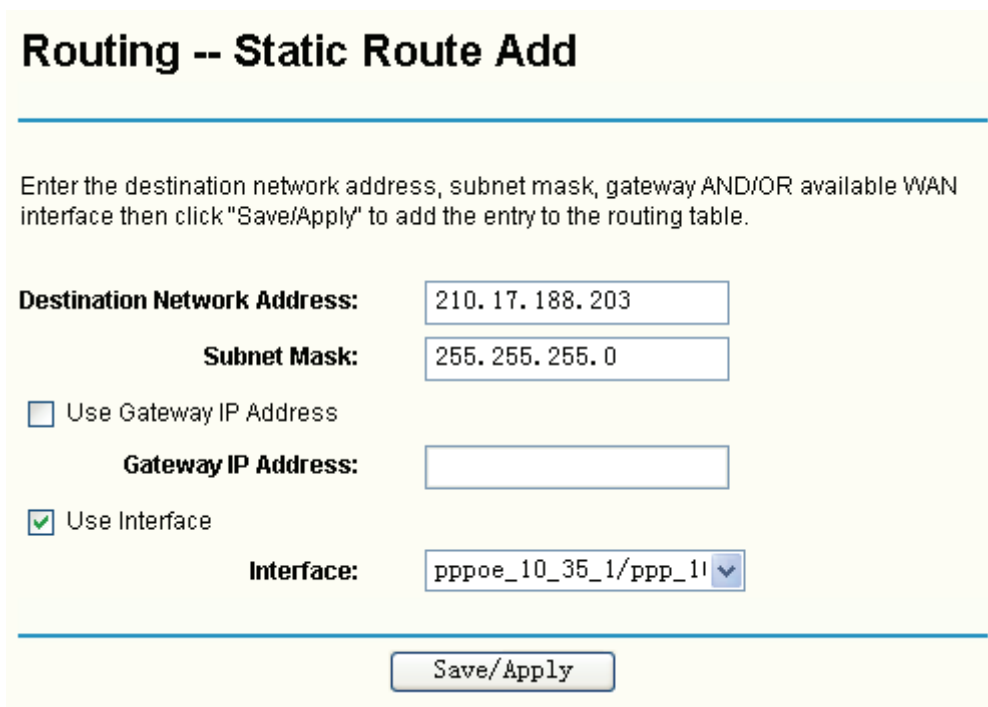 Routing -- Static Route Add
Enter the destination network address, subnet mask, gateway AND/OR available WAN
interface then click "Save/Apply" to add the entry to the routing table.
Destination Network Address: 210.17.188.203
Subnet Mask: 255.255.255.0
Use Gateway IP Address
Gateway IP Address:
Use Interface
Interface: pppoe_10_35_1/ppp_1
Save/Apply